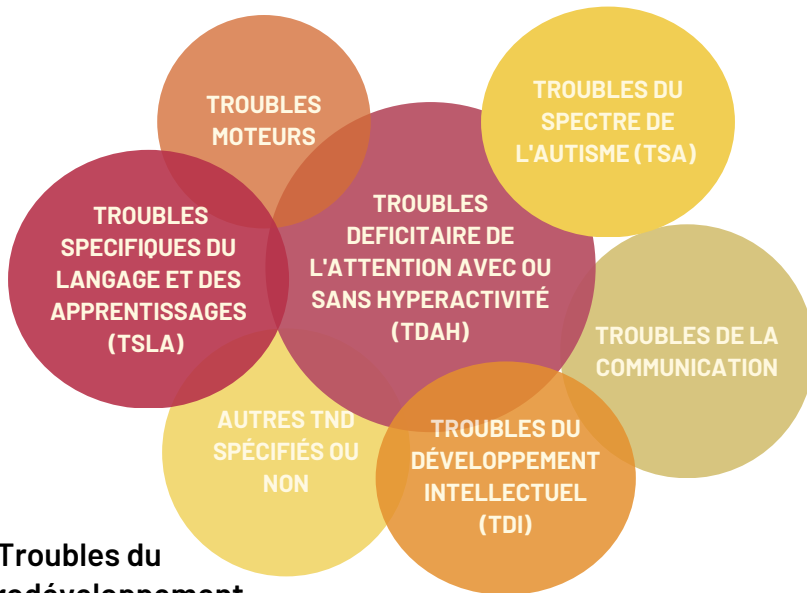 TROUBLES
MOTEURS
TROUBLES DU
SPECTRE DE
L'AUTISME (TSA)
TROUBLES
SPECIFIQUES DU
LANGAGE ET DES
APPRENTISSAGES
(TSLA)
TROUBLES
DEFICITAIRE DE
L'ATTENTION AVEC OU
SANS HYPERACTIVITÉ
(TDAH)
TROUBLES DE LA
COMMUNICATION
AUTRES TND
SPÉCIFIÉS OU
NON
TROUBLES DU
DÉVELOPPEMENT
INTELLECTUEL
(TDI)
Troubles du